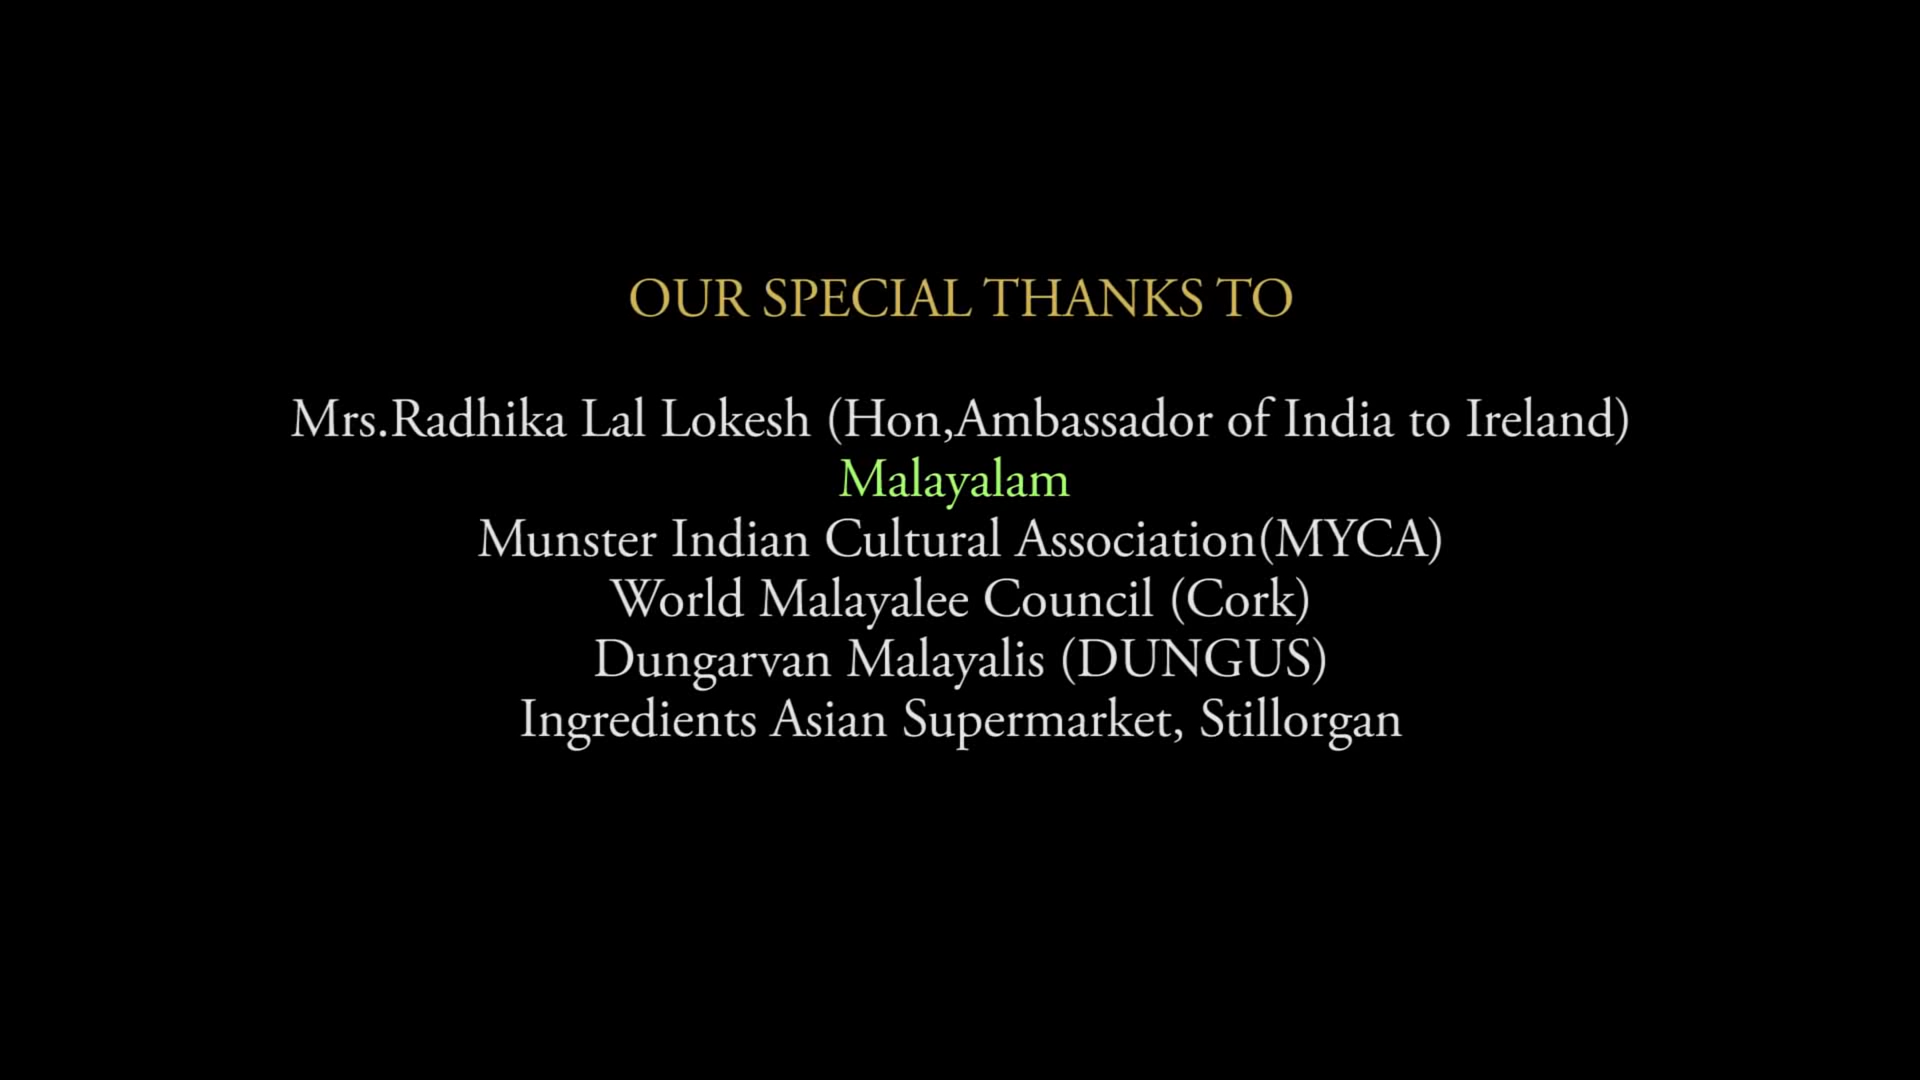 OUR SPECIAL THANKS TO
Mrs.Radhika Lal Lokesh (Hon,Ambassador of India to Ireland)
Malayalam
Munster Indian Cultural Association(MYCA)
World Malayalee Council (Cork)
Dungarvan Malayalis (DUNGUS)
Ingredients Asian Supermarket, Stillorgan